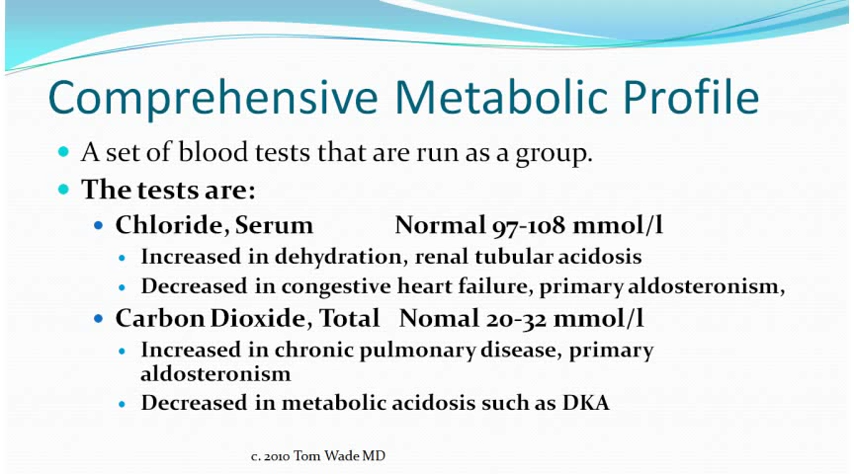 Comprehensive Metabolic Profile
• A set of blood tests that are run as a group.
• The tests are:
• Chloride, Serum Normal 97-108 mmol/l
• Increased in dehydration, renal tubular acidosis
• Decreased in congestive heart failure, primary aldosteronism,
• Carbon Dioxide, Total Nomal 20-32 mmol/l
• Increased in chronic pulmonary disease, primary
aldosteronism
• Decreased in metabolic acidosis such as DKA
c. 2010 Tom Wade MD